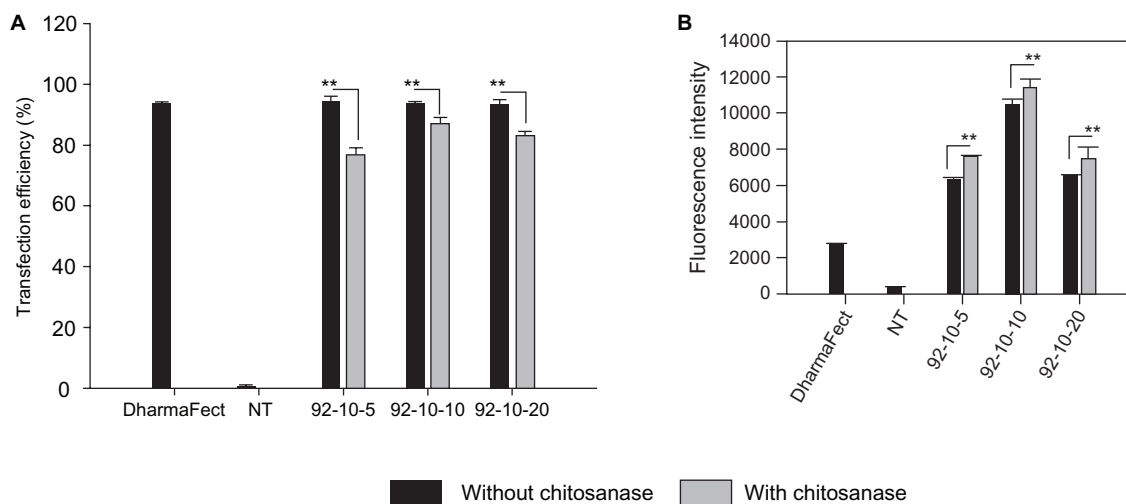 A
Transfection efficiency (%)
120
100
80
60
40
20
0
** ** **
DharmaFect NT 92-10-5 92-10-10 92-10-20
B
Fluorescence intensity
14000
12000
10000
8000
6000
4000
2000
0
**
**
**
DharmaFect
NT
92-10-5
92-10-10
92-10-20
Without chitosanase With chitosanase